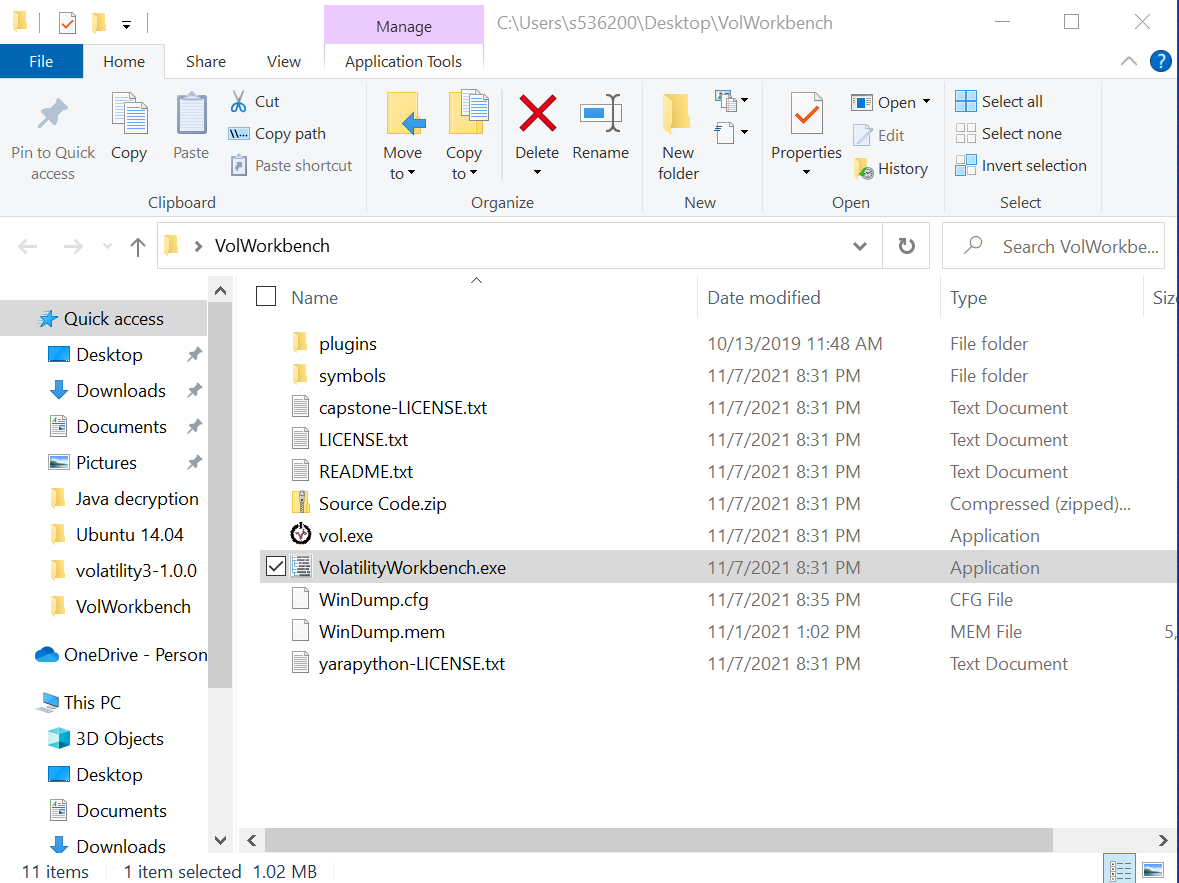 Manage
C:\Users\s536200\Desktop\VolWorkbench
File
Home
Share
View
Application Tools
?
Pin to Quick
access
Copy
Paste
Cut
Copy path
Paste shortcut
Move
to
Copy
to
Delete
Rename
New
folder
Properties
Open
Edit
History
Select all
Select none
Invert selection
Clipboard
Organize
New
Open
Select
VolWorkbench
Search VolWorkbe...
Name
Date modified
Type
Siz
Quick access
Desktop
Downloads
Documents
Pictures
Java decryption
Ubuntu 14.04
volatility3-1.0.0
VolWorkbench
OneDrive - Person
This PC
3D Objects
Desktop
Documents
Downloads
plugins 10/13/2019 11:48 AM File folder
symbols 11/7/2021 8:31 PM File folder
capstone-LICENSE.txt 11/7/2021 8:31 PM Text Document
LICENSE.txt 11/7/2021 8:31 PM Text Document
README.txt 11/7/2021 8:31 PM Text Document
Source Code.zip 11/7/2021 8:31 PM Compressed (zipped)...
vol.exe 11/7/2021 8:31 PM Application
VolatilityWorkbench.exe 11/7/2021 8:31 PM Application
WinDump.cfg 11/7/2021 8:35 PM CFG File
WinDump.mem 11/1/2021 1:02 PM MEM File 5,
yarapython-LICENSE.txt 11/7/2021 8:31 PM Text Document
11 items 1 item selected 1.02 MB